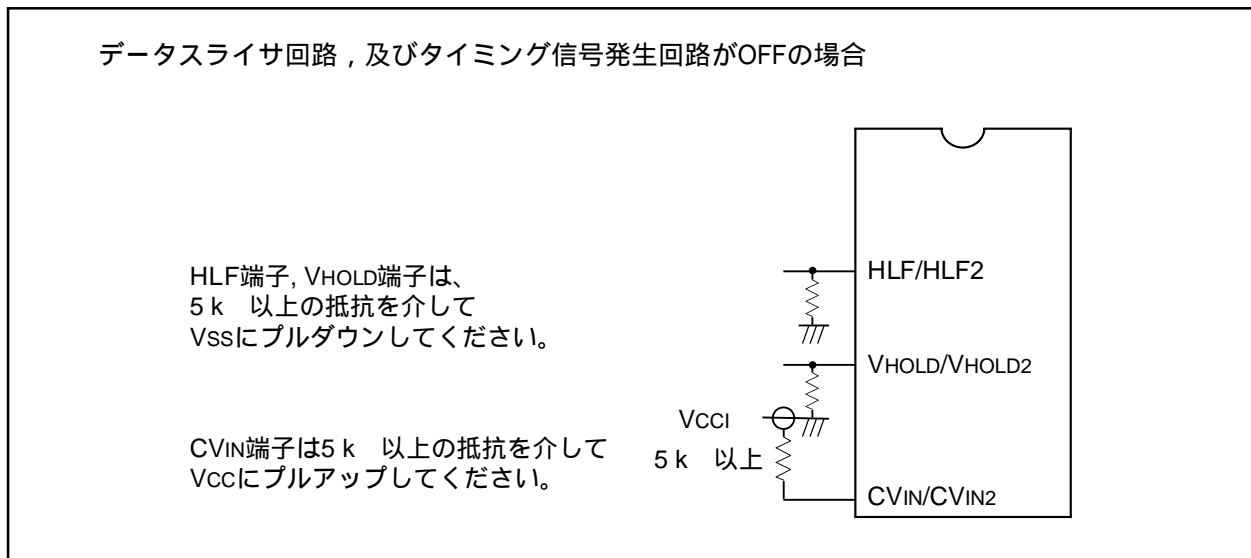 データスライサ回路，及びタイミング信号発生回路がOFFの場合
HLF端子, VHOLD端子は、
5 k　以上の抵抗を介して
Vssにプルダウンしてください。
CVIN端子は5 k　以上の抵抗を介して
Vccにプルアップしてください。
HLF/HLF2
VHOLD/VHOLD2
VCCI
5 k　以上
CVIN/CVIN2